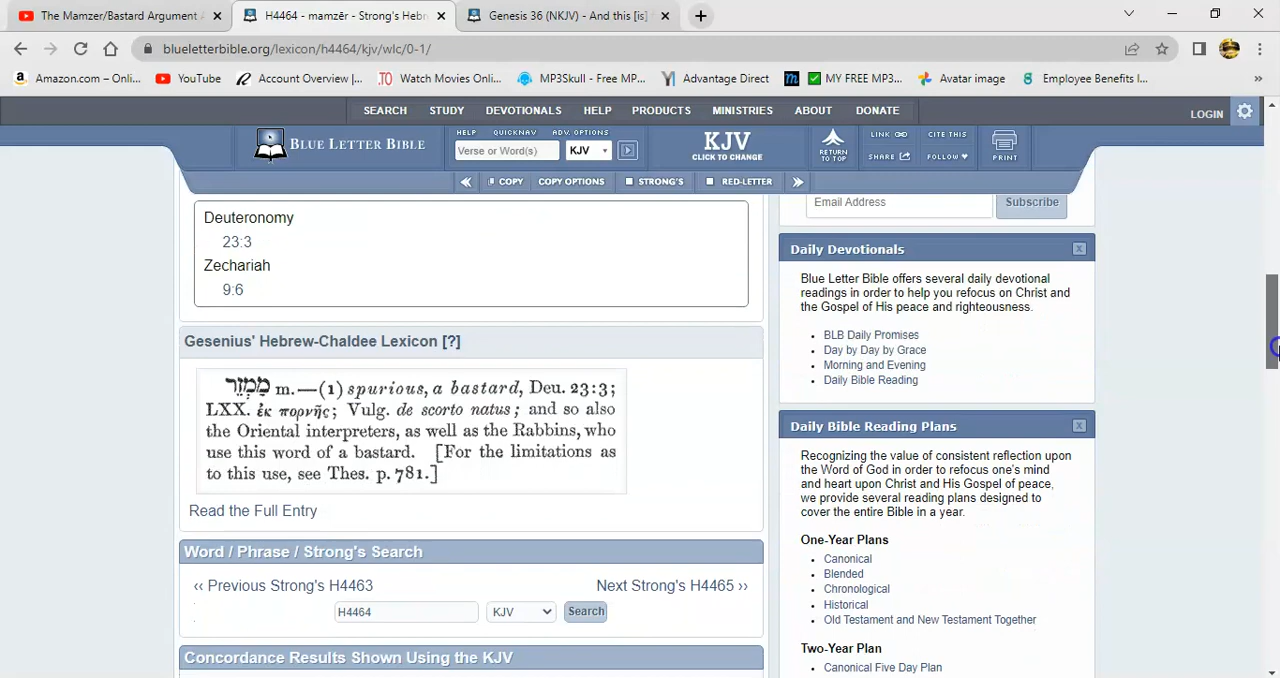 The Mamzer/Bastard Argument
H4464 - mamzēr - Strong's Hebr
Genesis 36 (NKJV) - And this [is]
blueletterbible.org/lexicon/h4464/kjv/wlc/0-1/
Amazon.com – Onli...
YouTube
Account Overview |...
.TO Watch Movies Onli...
MP3Skull - Free MP...
Advantage Direct
MY FREE MP3...
Avatar image
Employee Benefits I...
»
SEARCH STUDY DEVOTIONALS HELP PRODUCTS MINISTRIES ABOUT DONATE
LOGIN
BLUE LETTER BIBLE
HELP QUICKNAV ADV. OPTIONS
Verse or Word(s)
KJV
KJV
CLICK TO CHANGE
RETURN
TO TOP
LINK
SHARE
CITE THIS
FOLLOW
PRINT
COPY COPY OPTIONS STRONG'S RED-LETTER
Deuteronomy
23:3
Zechariah
9:6
Gesenius' Hebrew-Chaldee Lexicon [?]
מַמְזֵר m.—(1) spurious, a bastard, Deu. 23:3;
LXX. ἐκ πορνῆς; Vulg. de scorto natus; and so also
the Oriental interpreters, as well as the Rabbins, who
use this word of a bastard. [For the limitations as
to this use, see Thes. p. 781.]
Read the Full Entry
Word / Phrase / Strong's Search
‹‹ Previous Strong's H4463
Next Strong's H4465 ››
H4464
KJV
Search
Concordance Results Shown Using the KJV
Email Address
Subscribe
Daily Devotionals
x
Blue Letter Bible offers several daily devotional
readings in order to help you refocus on Christ and
the Gospel of His peace and righteousness.
BLB Daily Promises
Day by Day by Grace
Morning and Evening
Daily Bible Reading
Daily Bible Reading Plans
x
Recognizing the value of consistent reflection upon
the Word of God in order to refocus one's mind
and heart upon Christ and His Gospel of peace,
we provide several reading plans designed to
cover the entire Bible in a year.
One-Year Plans
Canonical
Blended
Chronological
Historical
Old Testament and New Testament Together
Two-Year Plan
Canonical Five Day Plan